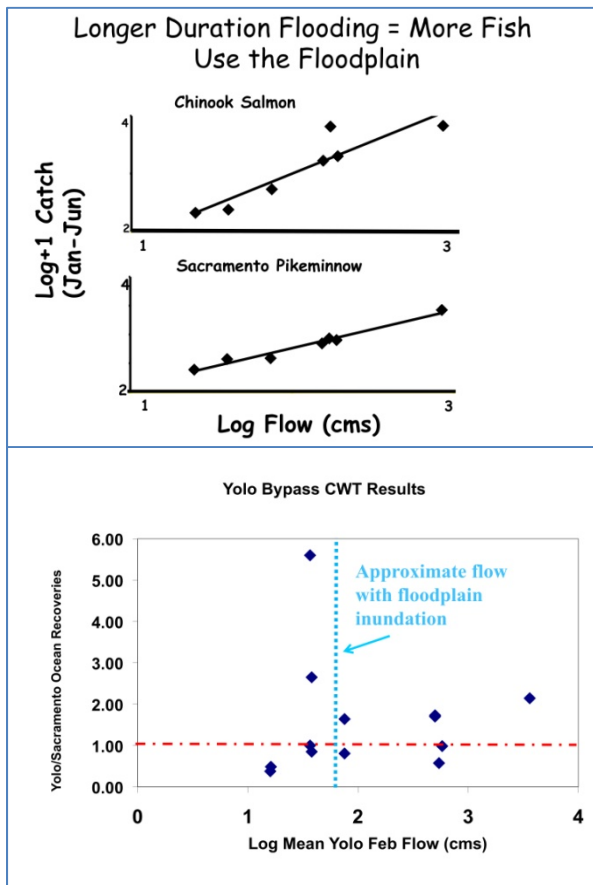 Longer Duration Flooding = More Fish
Use the Floodplain
Chinook Salmon
4
2
1
3
Log+1 Catch
(Jan-Jun)
Sacramento Pikeminnow
4
2
1
3
Log Flow (cms)
Yolo Bypass CWT Results
Yolo/Sacramento Ocean Recoveries
6.00
5.00
4.00
3.00
2.00
1.00
0.00
Approximate flow
with floodplain
inundation
0
1
2
3
4
Log Mean Yolo Feb Flow (cms)